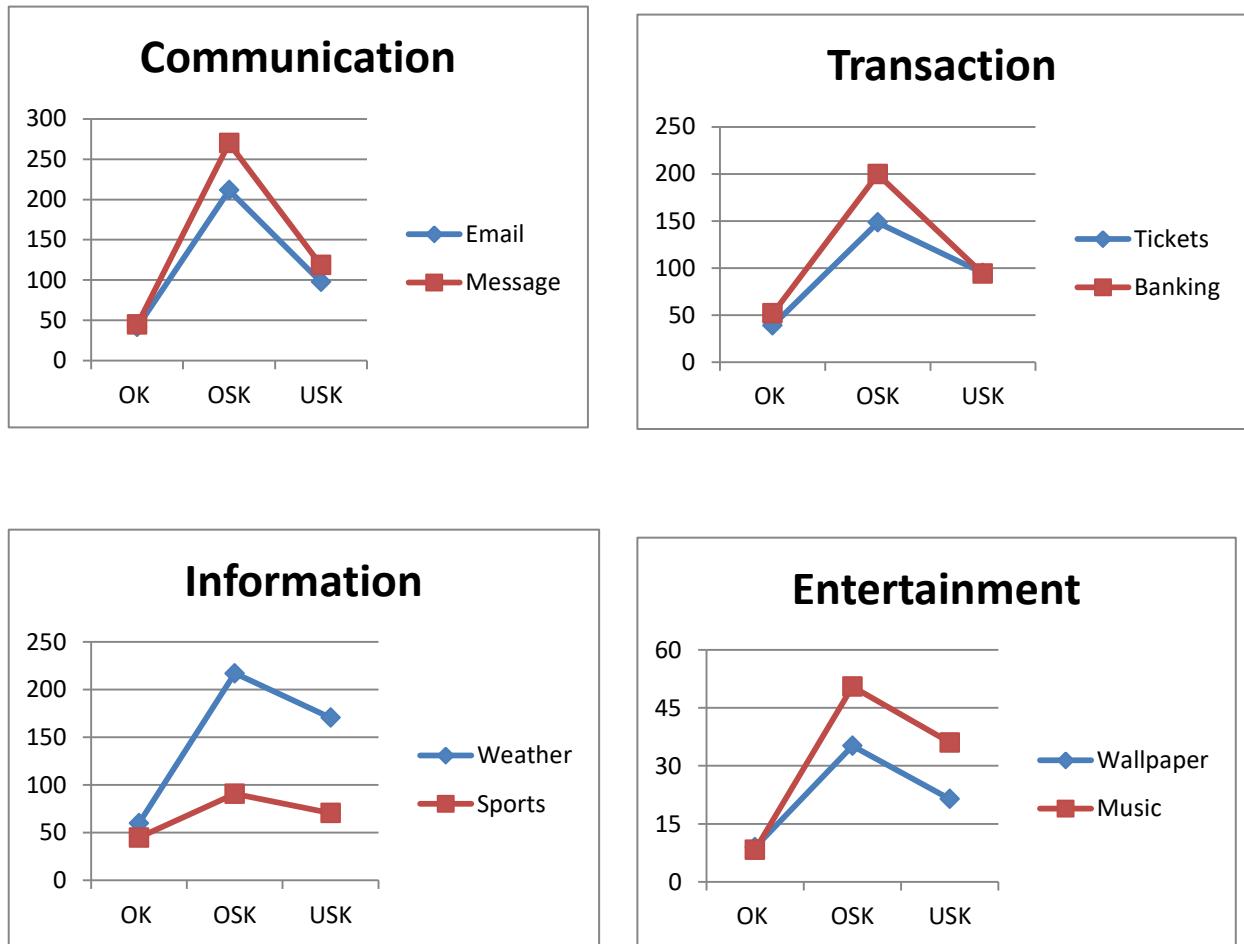 Communication
300
250
200
150
100
50
0
OK OSK USK
Email
Message
Transaction
250
200
150
100
50
0
OK OSK USK
Tickets
Banking
Information
250
200
150
100
50
0
OK OSK USK
Weather
Sports
Entertainment
60
45
30
15
0
OK OSK USK
Wallpaper
Music